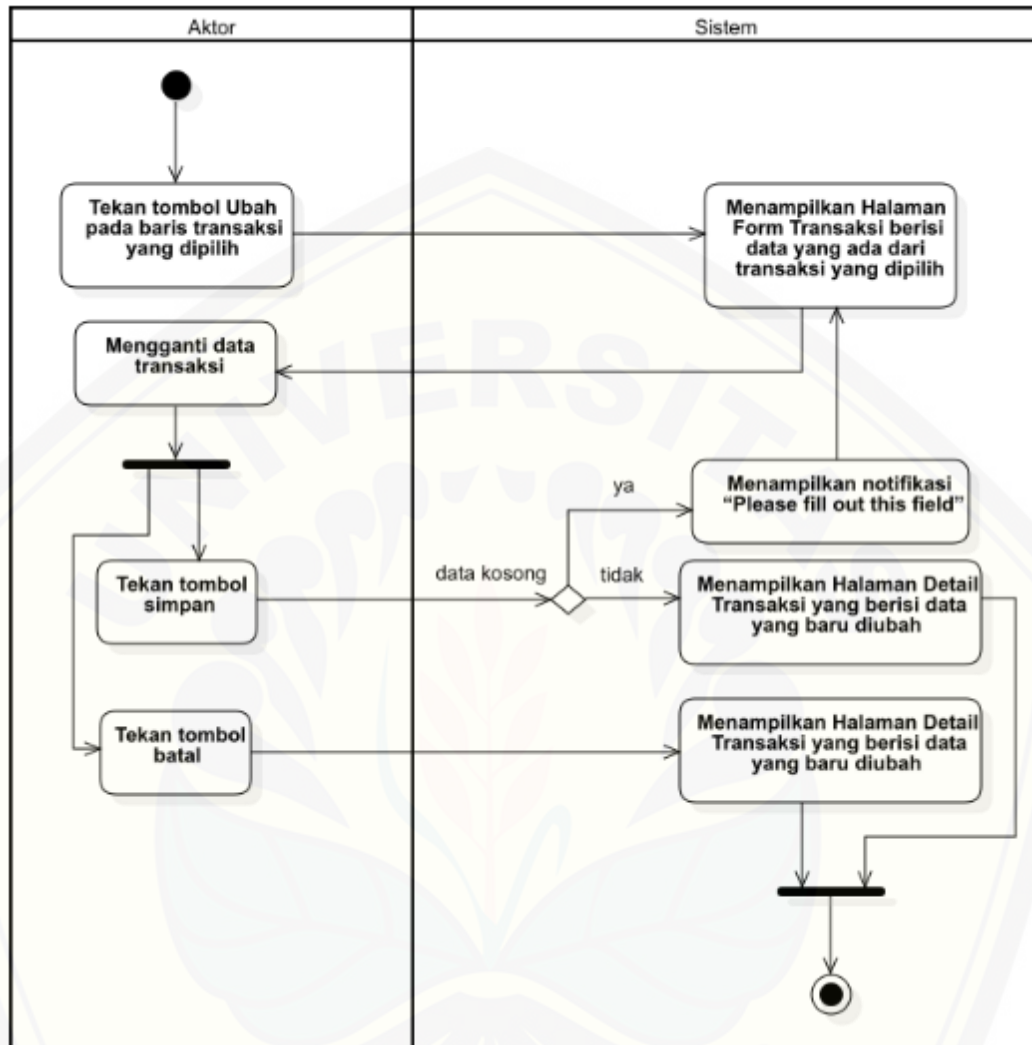 Aktor
Sistem
Tekan tombol Ubah
pada baris transaksi
yang dipilih
Menampilkan Halaman
Form Transaksi berisi
data yang ada dari
transaksi yang dipilih
Mengganti data
transaksi
ya
Menampilkan notifikasi
“Please fill out this field”
Tekan tombol
simpan
data kosong
tidak
Menampilkan Halaman Detail
Transaksi yang berisi data
yang baru diubah
Tekan tombol
batal
Menampilkan Halaman Detail
Transaksi yang berisi data
yang baru diubah
UNIVERSITAS